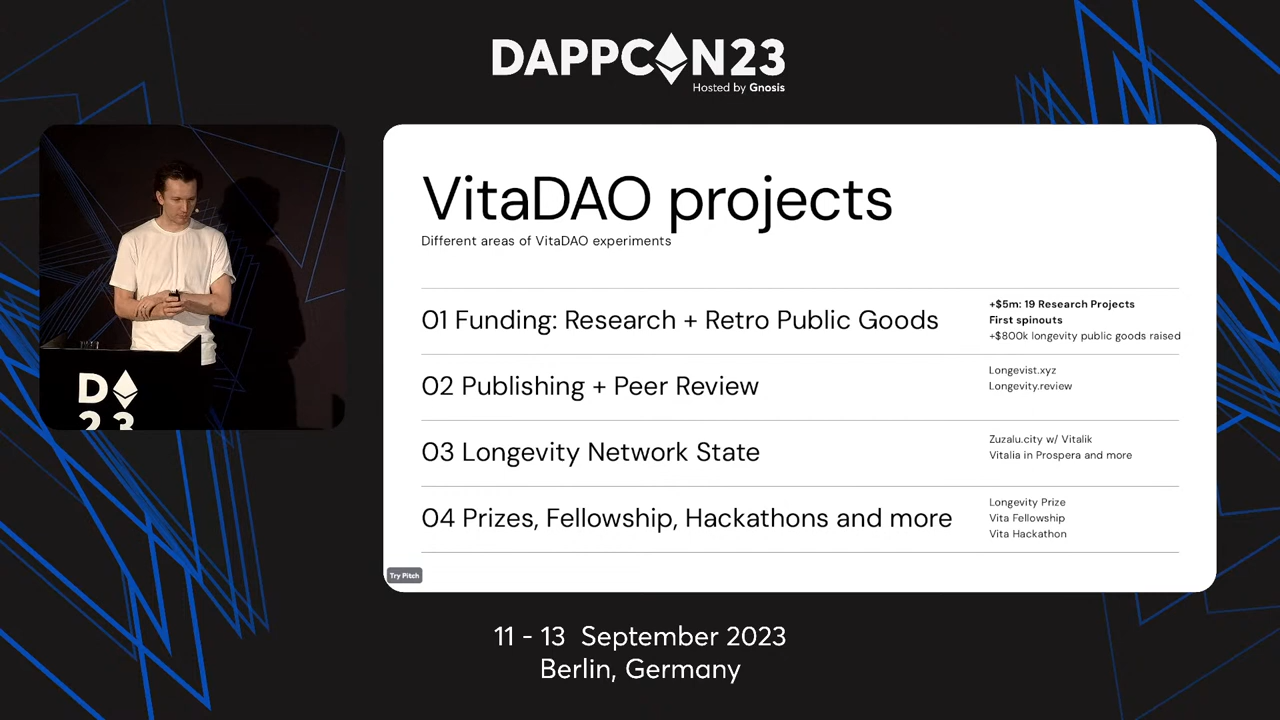 DAPPCON23
Hosted by Gnosis
VitaDAO projects
Different areas of VitaDAO experiments
01 Funding: Research + Retro Public Goods
+$5m: 19 Research Projects
First spinouts
+$800k longevity public goods raised
02 Publishing + Peer Review
Longevist.xyz
Longevity.review
03 Longevity Network State
Zuzalu.city w/ Vitalik
Vitalia in Prospera and more
04 Prizes, Fellowship, Hackathons and more
Longevity Prize
Vita Fellowship
Vita Hackathon
Try Pitch
D
23
11 - 13 September 2023
Berlin, Germany